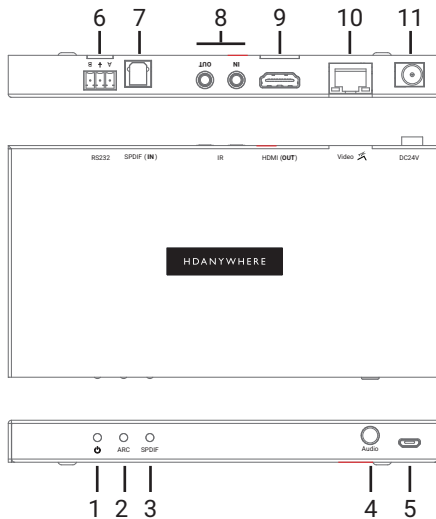 6 7 8 9 10 11
B ⏚ A OUT IN
RS232 SPDIF (IN) IR HDMI (OUT) Video DC24V
HDANYWHERE
ARC SPDIF Audio
1 2 3 4 5